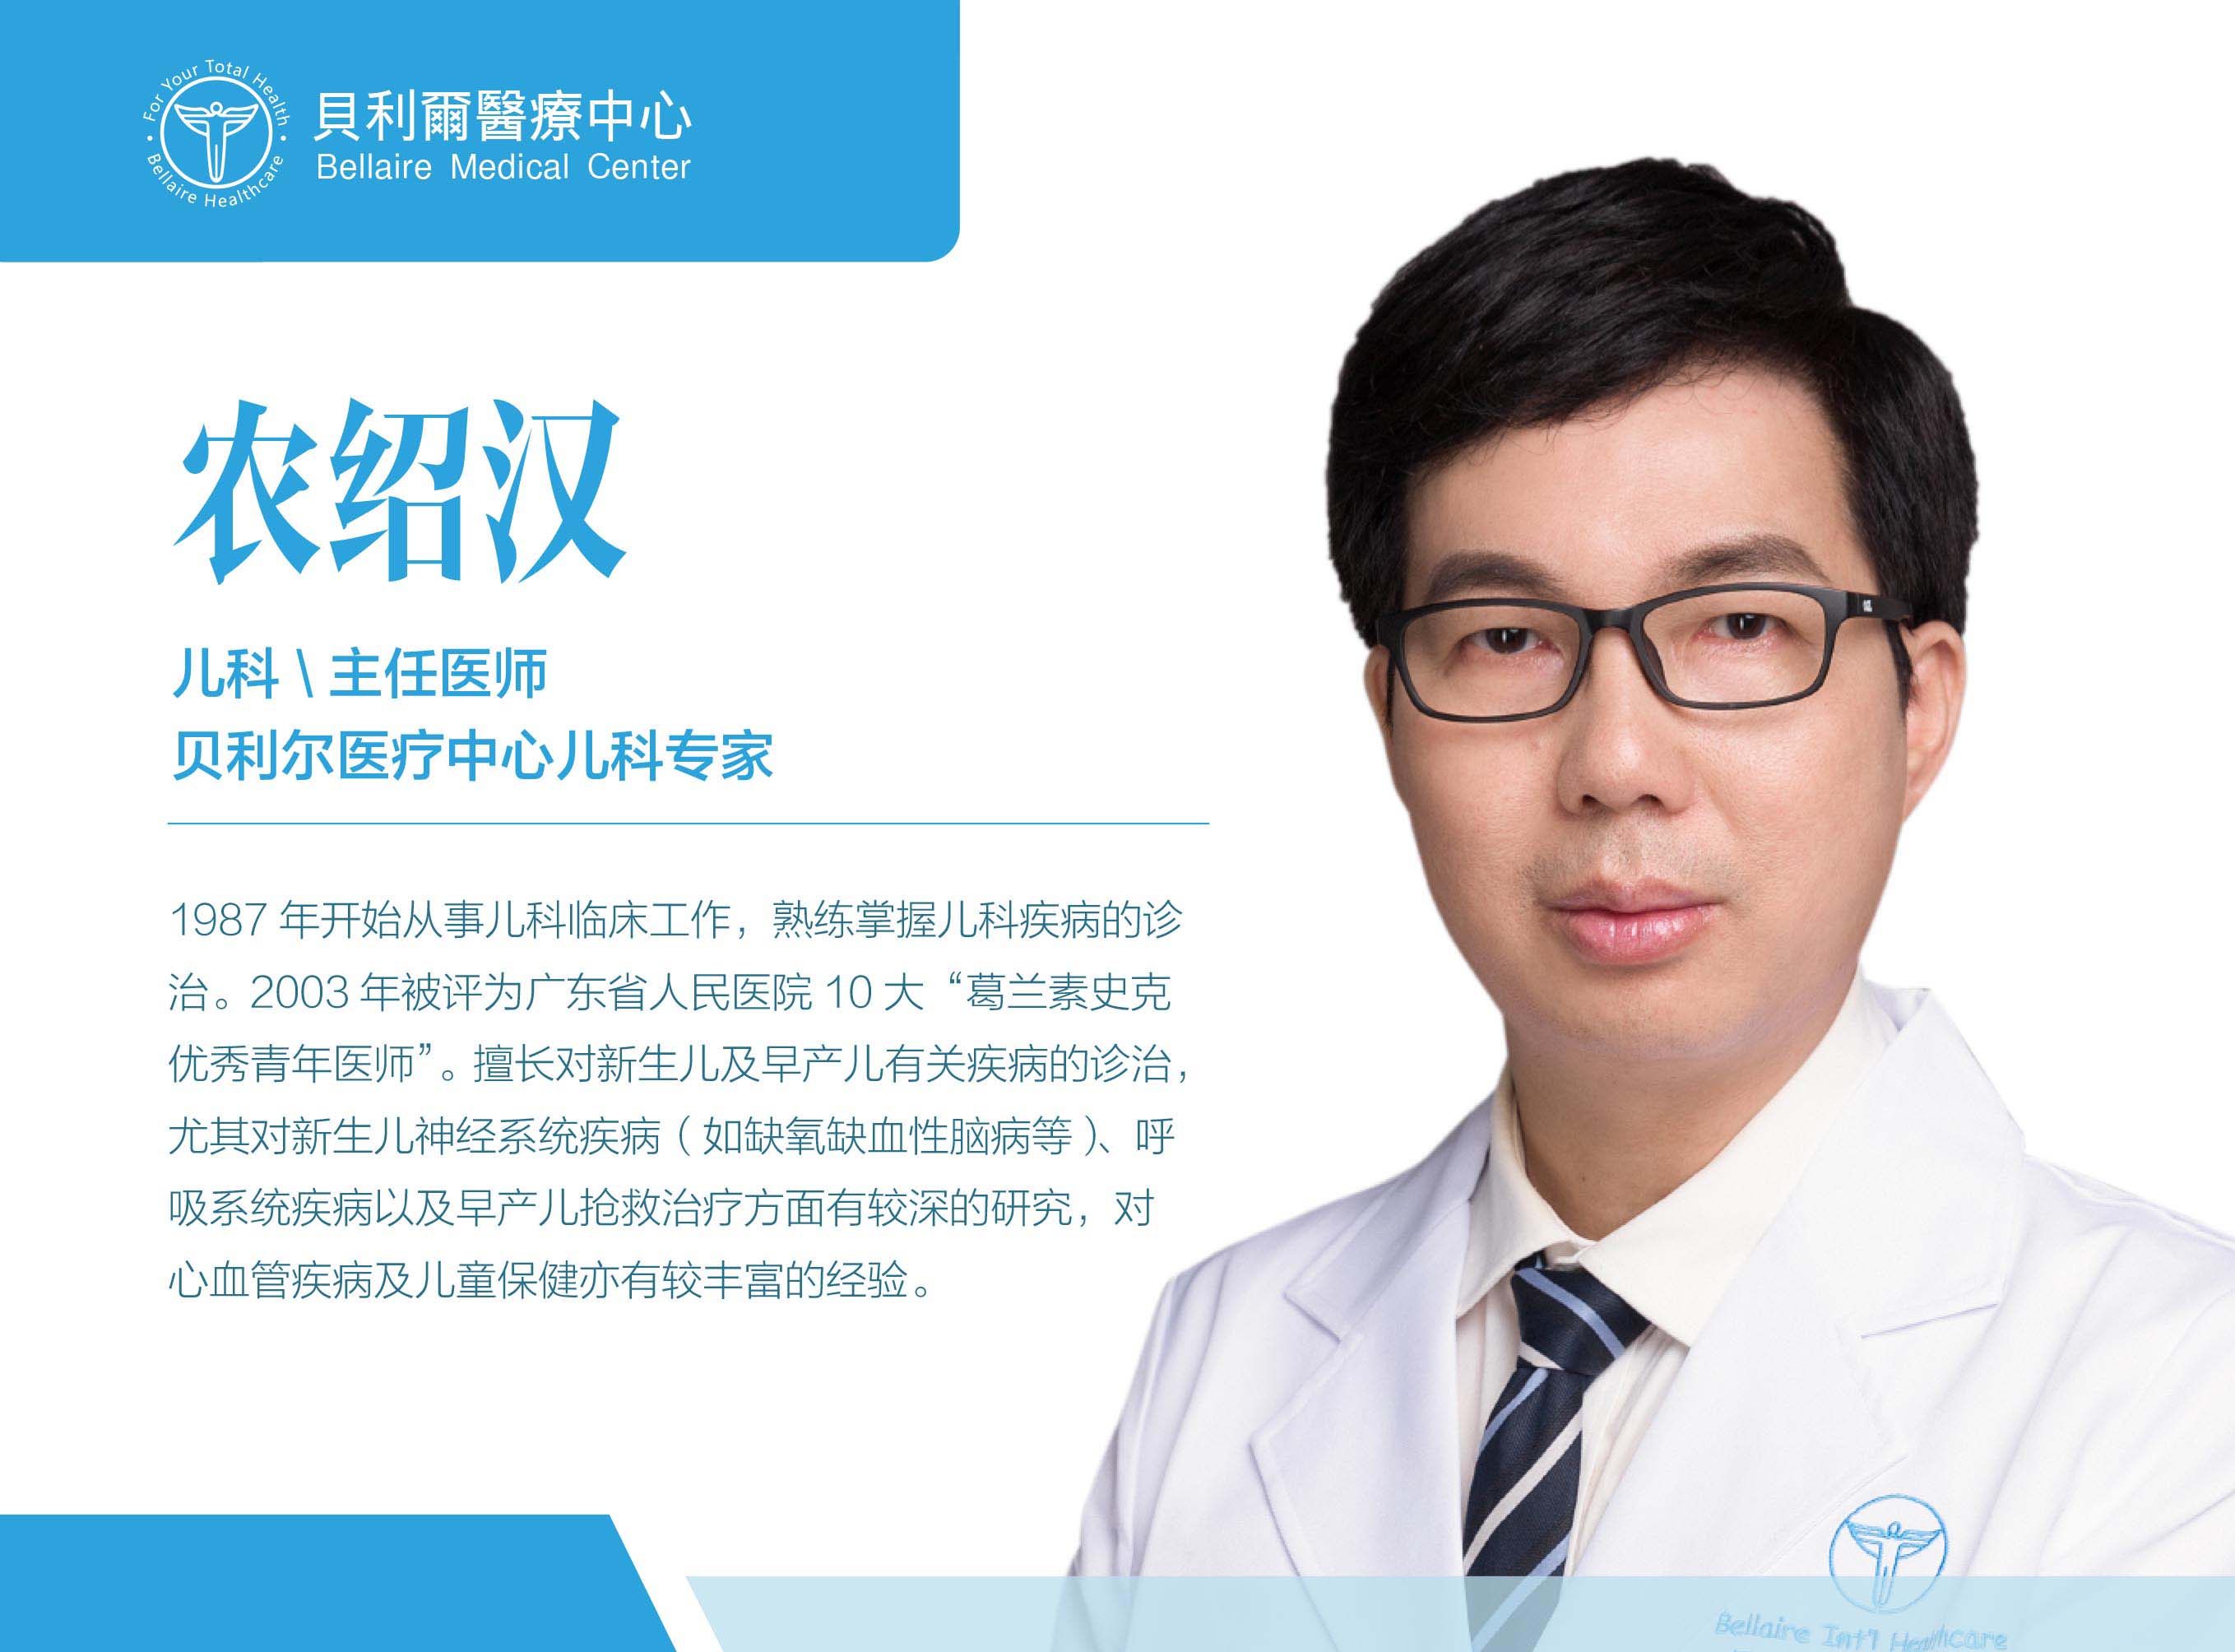 For Your Total Health
Bellaire Healthcare
貝利爾醫療中心
Bellaire Medical Center
农绍汉
儿科 \ 主任医师
贝利尔医疗中心儿科专家
1987 年开始从事儿科临床工作，熟练掌握儿科疾病的诊
治。2003 年被评为广东省人民医院 10 大 “葛兰素史克
优秀青年医师”。擅长对新生儿及早产儿有关疾病的诊治，
尤其对新生儿神经系统疾病（如缺氧缺血性脑病等）、呼
吸系统疾病以及早产儿抢救治疗方面有较深的研究，对
心血管疾病及儿童保健亦有较丰富的经验。
Bellaire Int'l Healthcare